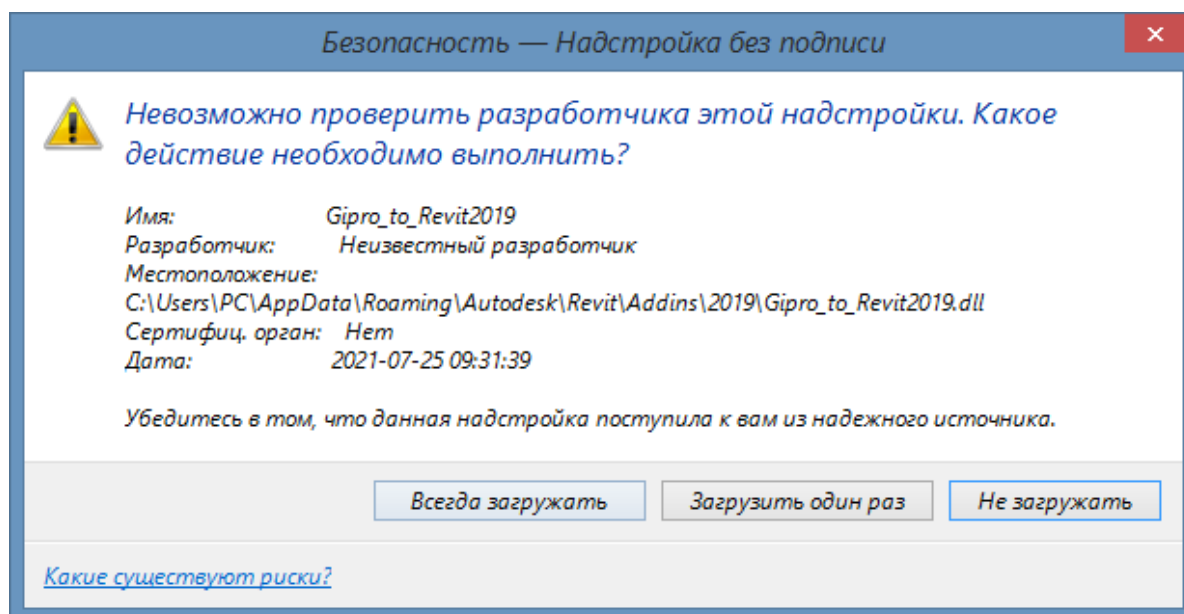 Безопасность — Надстройка без подписи
Невозможно проверить разработчика этой надстройки. Какое
действие необходимо выполнить?
Имя: Gipro_to_Revit2019
Разработчик: Неизвестный разработчик
Местоположение:
C:\Users\PC\AppData\Roaming\Autodesk\Revit\Addins\2019\Gipro_to_Revit2019.dll
Сертифиц. орган: Нет
Дата: 2021-07-25 09:31:39
Убедитесь в том, что данная надстройка поступила к вам из надежного источника.
Всегда загружать Загрузить один раз Не загружать
Какие существуют риски?